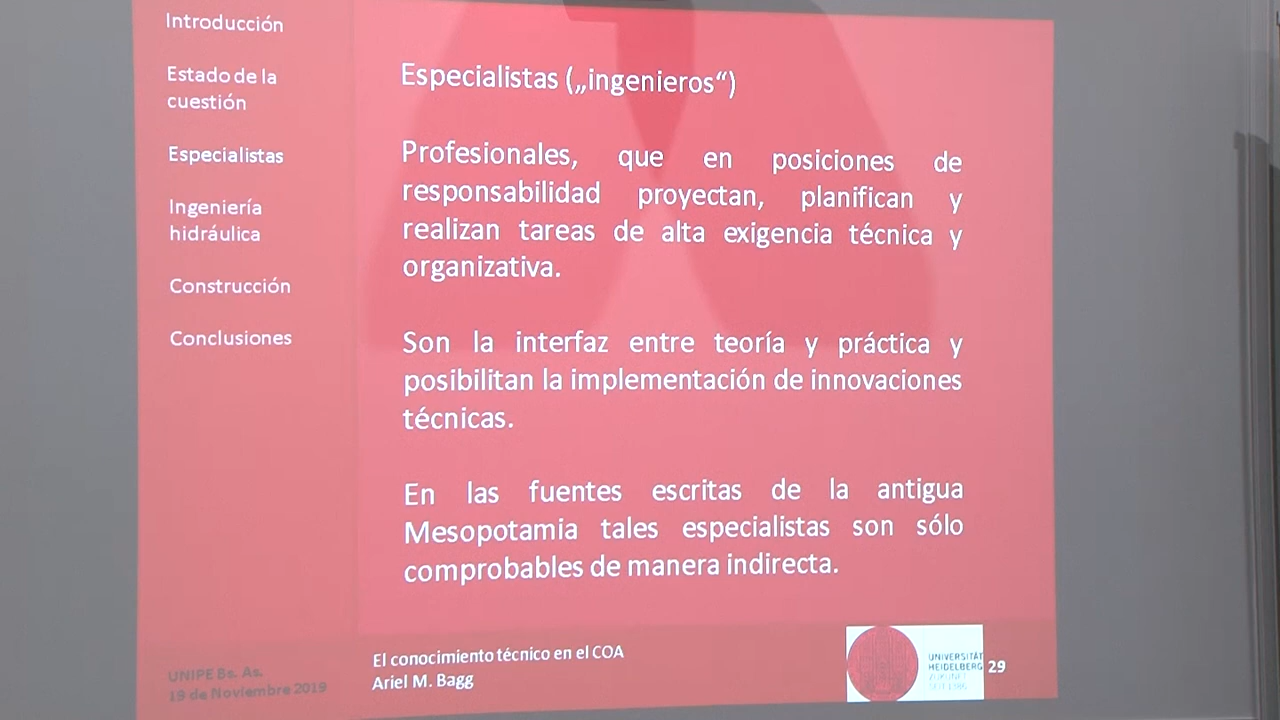 Introducción
Estado de la
cuestión
Especialistas
Ingeniería
hidráulica
Construcción
Conclusiones
Especialistas („ingenieros“)
Profesionales, que en posiciones de
responsabilidad proyectan, planifican y
realizan tareas de alta exigencia técnica y
organizativa.
Son la interfaz entre teoría y práctica y
posibilitan la implementación de innovaciones
técnicas.
En las fuentes escritas de la antigua
Mesopotamia tales especialistas son sólo
comprobables de manera indirecta.
UNIPE Bs. As.
19 de Noviembre 2019
El conocimiento técnico en el COA
Ariel M. Bagg
UNIVERSITÄT
HEIDELBERG
ZUKUNFT
SEIT 1386
29